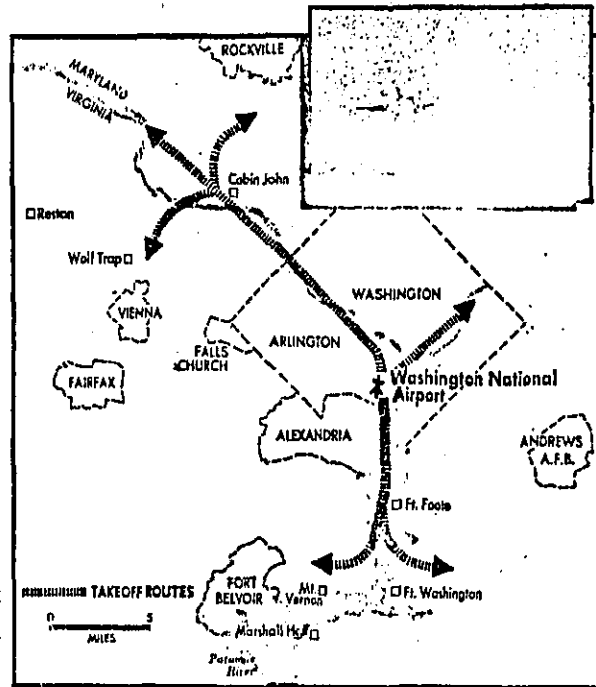 ROCKVILLE
MARYLAND
VIRGINIA
Cabin John
Reston
Wolf Trap
VIENNA
WASHINGTON
ARLINGTON
FALLS
CHURCH
FAIRFAX
Washington National
Airport
ALEXANDRIA
ANDREWS
A.F.B.
Ft. Foote
FORT
BELVOIR
Mt.
Vernon
Ft. Washington
TAKEOFF ROUTES
0 5
MILES
Marshall Hall
Potomac
River